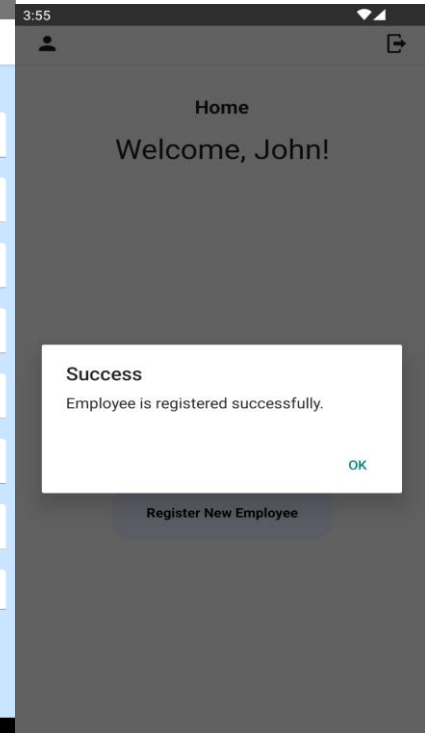 3:55
Home
Welcome, John!
Success
Employee is registered successfully.
OK
Register New Employee